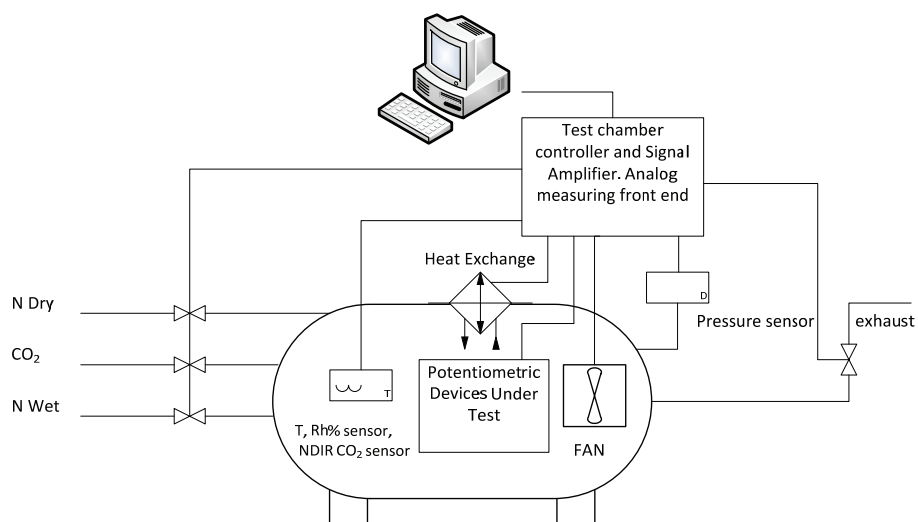 Test chamber
controller and Signal
Amplifier. Analog
measuring front end
Heat Exchange
N Dry
D
Pressure sensor
exhaust
CO₂
Potentiometric
Devices Under
Test
T
N Wet
T, Rh% sensor,
NDIR CO₂ sensor
FAN